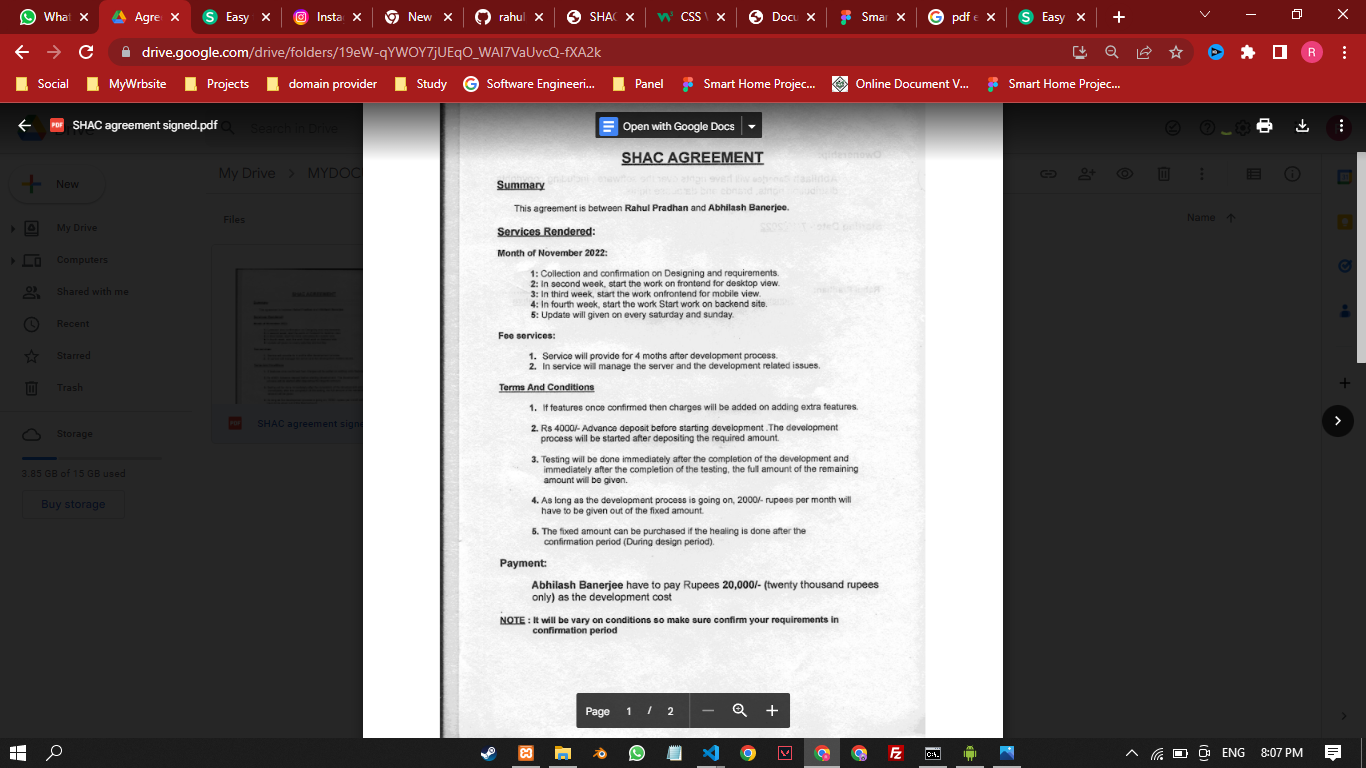 What
Agre
Easy
Insta
New
rahul
SHAC
CSS
Docu
Smar
pdf e
Easy
drive.google.com/drive/folders/19eW-qYWOY7jUEqO_WAI7VaUvcQ-fXA2k
R
Social
MyWrbsite
Projects
domain provider
Study
Software Engineeri...
Panel
Smart Home Projec...
Online Document V...
Smart Home Projec...
PDF SHAC agreement signed.pdf
Search in Drive
Open with Google Docs
New
My Drive > MYDOC
Files
Name
My Drive
Computers
Shared with me
Recent
Starred
Trash
Storage
3.85 GB of 15 GB used
Buy storage
SHAC agreement signe
SHAC AGREEMENT
Summary
This agreement is between Rahul Pradhan and Abhilash Banerjee.
Services Rendered:
Month of November 2022:
1: Collection and confirmation on Designing and requirements.
2: In second week, start the work on frontend for desktop view.
3: In third week, start the work onfrontend for mobile view.
4: In fourth week, start the work Start work on backend site.
5: Update will given on every saturday and sunday.
Fee services:
1. Service will provide for 4 moths after development process.
2. In service will manage the server and the development related issues.
Terms And Conditions
1. If features once confirmed then charges will be added on adding extra features.
2. Rs 4000/- Advance deposit before starting development .The development
process will be started after depositing the required amount.
3. Testing will be done immediately after the completion of the development and
immediately after the completion of the testing, the full amount of the remaining
amount will be given.
4. As long as the development process is going on, 2000/- rupees per month will
have to be given out of the fixed amount.
5. The fixed amount can be purchased if the healing is done after the
confirmation period (During design period).
Payment:
Abhilash Banerjee have to pay Rupees 20,000/- (twenty thousand rupees
only) as the development cost
NOTE : It will be vary on conditions so make sure confirm your requirements in
confirmation period
Page 1 / 2
ENG 8:07 PM